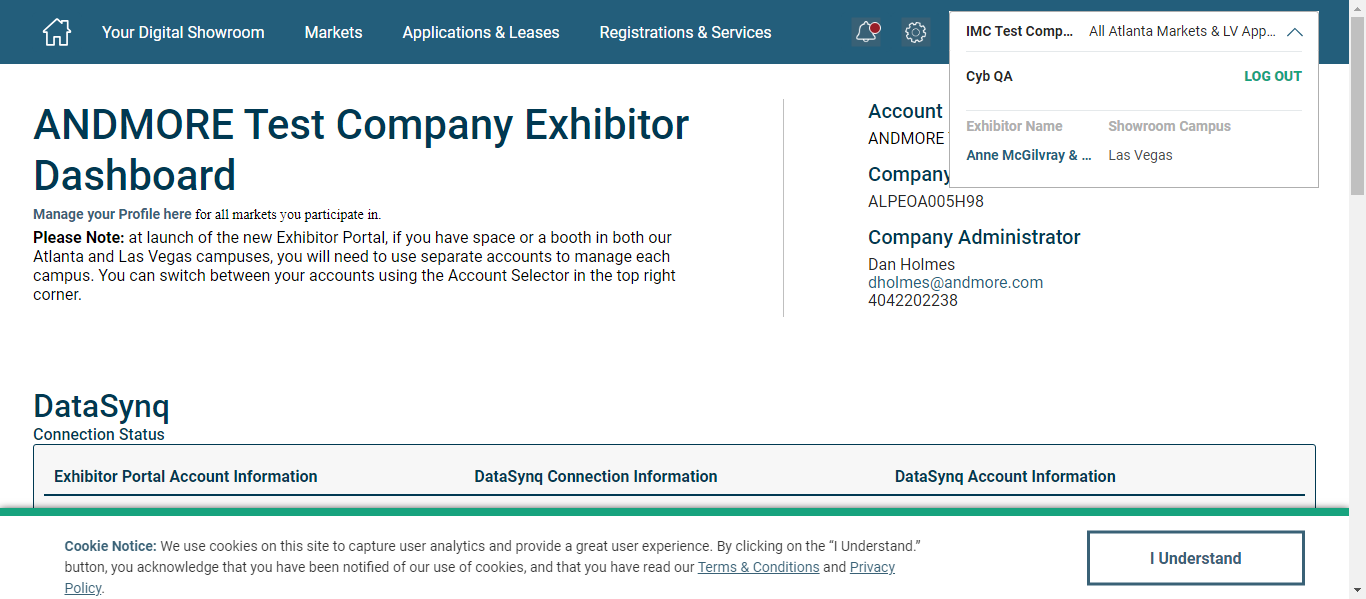 Your Digital Showroom
Markets
Applications & Leases
Registrations & Services
IMC Test Comp... All Atlanta Markets & LV App...
Cyb QA
LOG OUT
Exhibitor Name Showroom Campus
Anne McGilvray & ... Las Vegas
ANDMORE Test Company Exhibitor
Dashboard
Manage your Profile here for all markets you participate in.
Please Note: at launch of the new Exhibitor Portal, if you have space or a booth in both our
Atlanta and Las Vegas campuses, you will need to use separate accounts to manage each
campus. You can switch between your accounts using the Account Selector in the top right
corner.
Account
ANDMORE
Company
ALPEOA005H98
Company Administrator
Dan Holmes
dholmes@andmore.com
4042202238
DataSynq
Connection Status
Exhibitor Portal Account Information
DataSynq Connection Information
DataSynq Account Information
Cookie Notice: We use cookies on this site to capture user analytics and provide a great user experience. By clicking on the “I Understand.”
button, you acknowledge that you have been notified of our use of cookies, and that you have read our Terms & Conditions and Privacy
Policy.
I Understand